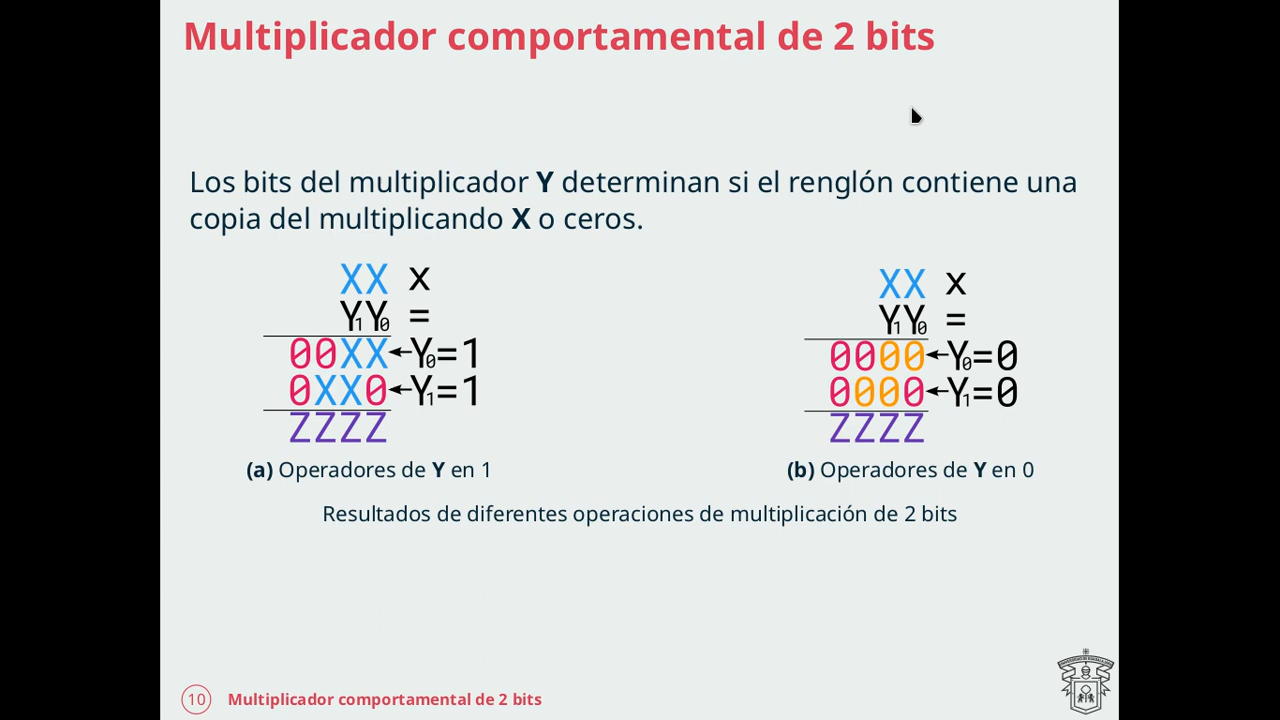 Multiplicador comportamental de 2 bits
Los bits del multiplicador Y determinan si el renglón contiene una
copia del multiplicando X o ceros.
XX x
Y₁Y₀ =
00XX←Y₀=1
0XX0←Y₁=1
ZZZZ
(a) Operadores de Y en 1
XX x
Y₁Y₀ =
0000←Y₀=0
0000←Y₁=0
ZZZZ
(b) Operadores de Y en 0
Resultados de diferentes operaciones de multiplicación de 2 bits
10 Multiplicador comportamental de 2 bits